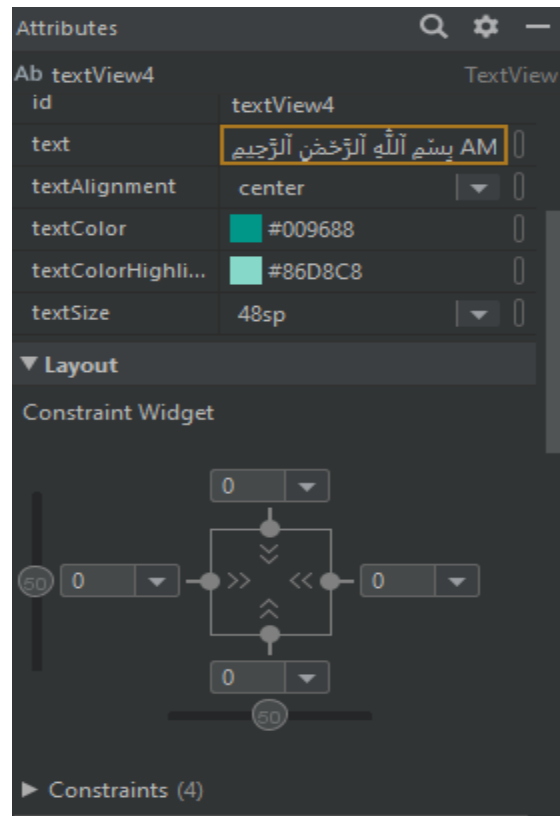 Attributes
Ab textView4 TextView
id textView4
text AM بِسْمِ ٱللَّهِ ٱلرَّحْمَٰنِ ٱلرَّحِيمِ
textAlignment center
textColor #009688
textColorHighli... #86D8C8
textSize 48sp
Layout
Constraint Widget
0
50 0 0
0
50
Constraints (4)